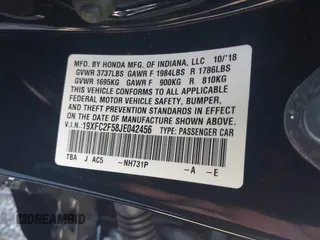 MFD. BY HONDA MFG. OF INDIANA, LLC 10/'18
GVWR 3737LBS GAWR F 1984LBS R 1786LBS
GVWR 1695KG GAWR F 900KG R 810KG
THIS VEHICLE CONFORMS TO ALL APPLICABLE
FEDERAL MOTOR VEHICLE SAFETY, BUMPER,
AND THEFT PREVENTION STANDARDS IN EFFECT
ON THE DATE OF MANUFACTURE SHOWN ABOVE.
V.I.N.: 19XFC2F58JE042456 TYPE: PASSENGER CAR
TBA J AC5 -NH731P -A -E
DREAMBID